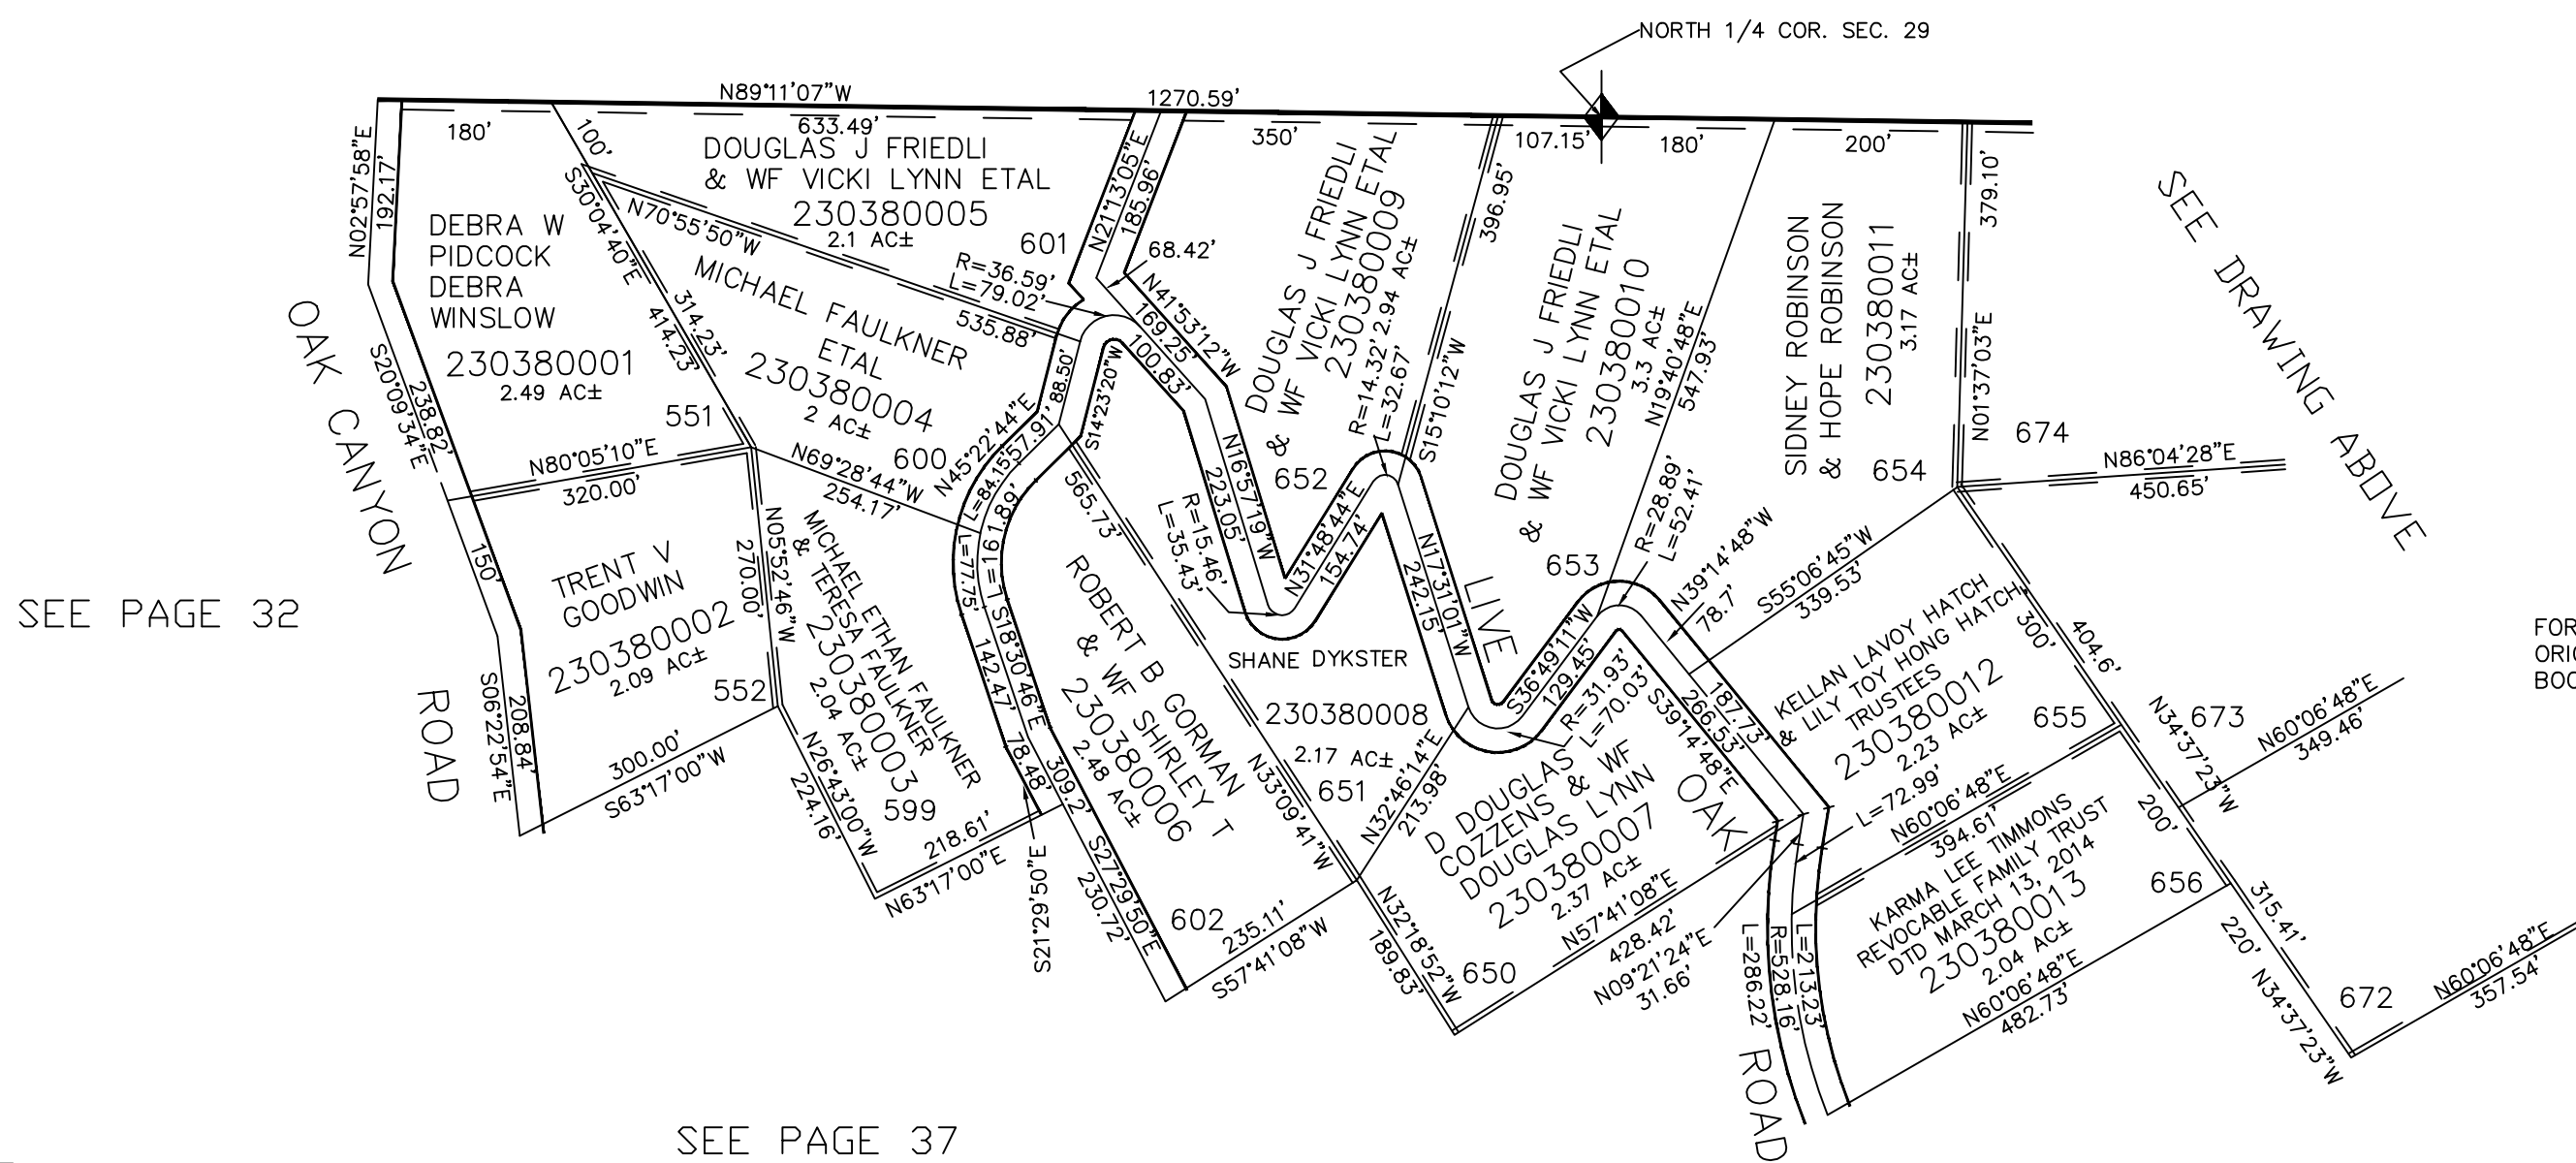 NORTH 1/4 COR. SEC. 29
N89°11'07"W
1270.59'
180'
633.49'
350'
107.15'
180'
200'
N02°57'58"E
192.17'
100'
S30°04'40"E
314.23'
414.23'
DEBRA W
PIDCOCK
DEBRA
WINSLOW
230380001
2.49 AC±
551
S20°09'34"E
238.82'
N80°05'10"E
320.00'
OAK CANYON
ROAD
DOUGLAS J FRIEDLI
& WF VICKI LYNN ETAL
230380005
2.1 AC±
601
N70°55'50"W
535.88'
R=36.59'
L=79.02'
N21°13'05"E
185.96'
68.42'
N41°53'12"W
169.25'
100.83'
MICHAEL FAULKNER
ETAL
230380004
2 AC±
600
88.50'
S14°23'20"W
57.91'
N45°22'44"E
L=84.15'
N69°28'44"W
254.17'
L=161.89'
L=77.75'
TRENT V
GOODWIN
230380002
2.09 AC±
552
150'
S06°22'54"E
208.84'
300.00'
S63°17'00"W
N05°52'46"W
270.00'
MICHAEL ETHAN FAULKNER
& TERESA FAULKNER
230380003
2.04 AC±
599
N26°43'00"W
224.16'
218.61'
N63°17'00"E
142.47'
S18°30'46"E
78.48'
309.2'
S21°29'50"E
S27°29'50"E
230.72'
ROBERT B GORMAN
& WF SHIRLEY T
230380006
2.48 AC±
602
235.11'
S57°41'08"W
565.73'
N33°09'41"W
DOUGLAS J FRIEDLI
& WF VICKI LYNN ETAL
230380009
2.94 AC±
652
396.95'
S15°10'12"W
R=14.32'
L=32.67'
N16°57'19"W
223.05'
R=15.46'
L=35.43'
N31°48'44"E
154.74'
SHANE DYKSTER
230380008
2.17 AC±
651
N32°46'14"E
213.98'
N17°31'01"W
242.15'
LIVE
OAK
ROAD
DOUGLAS J FRIEDLI
& WF VICKI LYNN ETAL
230380010
3.3 AC±
653
N19°40'48"E
547.93'
R=28.89'
L=52.41'
N39°14'48"W
78.7'
S36°49'11"W
129.45'
R=31.93'
L=70.03'
S39°14'48"E
266.53'
187.73'
D DOUGLAS
COZZENS & WF
DOUGLAS LYNN
230380007
2.37 AC±
650
N32°18'52"W
189.83'
N57°41'08"E
428.42'
N09°21'24"E
31.66'
L=286.22'
R=528.16'
L=213.23'
L=72.99'
SIDNEY ROBINSON
& HOPE ROBINSON
230380011
3.17 AC±
654
379.10'
N01°37'03"E
674
N86°04'28"E
450.65'
S55°06'45"W
339.53'
KELLAN LAVOY HATCH
& LILY TOY HONG HATCH,
TRUSTEES
230380012
2.23 AC±
655
300'
404.6'
673
N34°37'23"W
N60°06'48"E
349.46'
N60°06'48"E
394.61'
200'
KARMA LEE TIMMONS
REVOCABLE FAMILY TRUST
DTD MARCH 13, 2014
230380013
2.04 AC±
656
N60°06'48"E
482.73'
315.41'
220'
N34°37'23"W
672
N60°06'48"E
357.54'
SEE DRAWING ABOVE
SEE PAGE 32
SEE PAGE 37
FOR
ORI
BOO